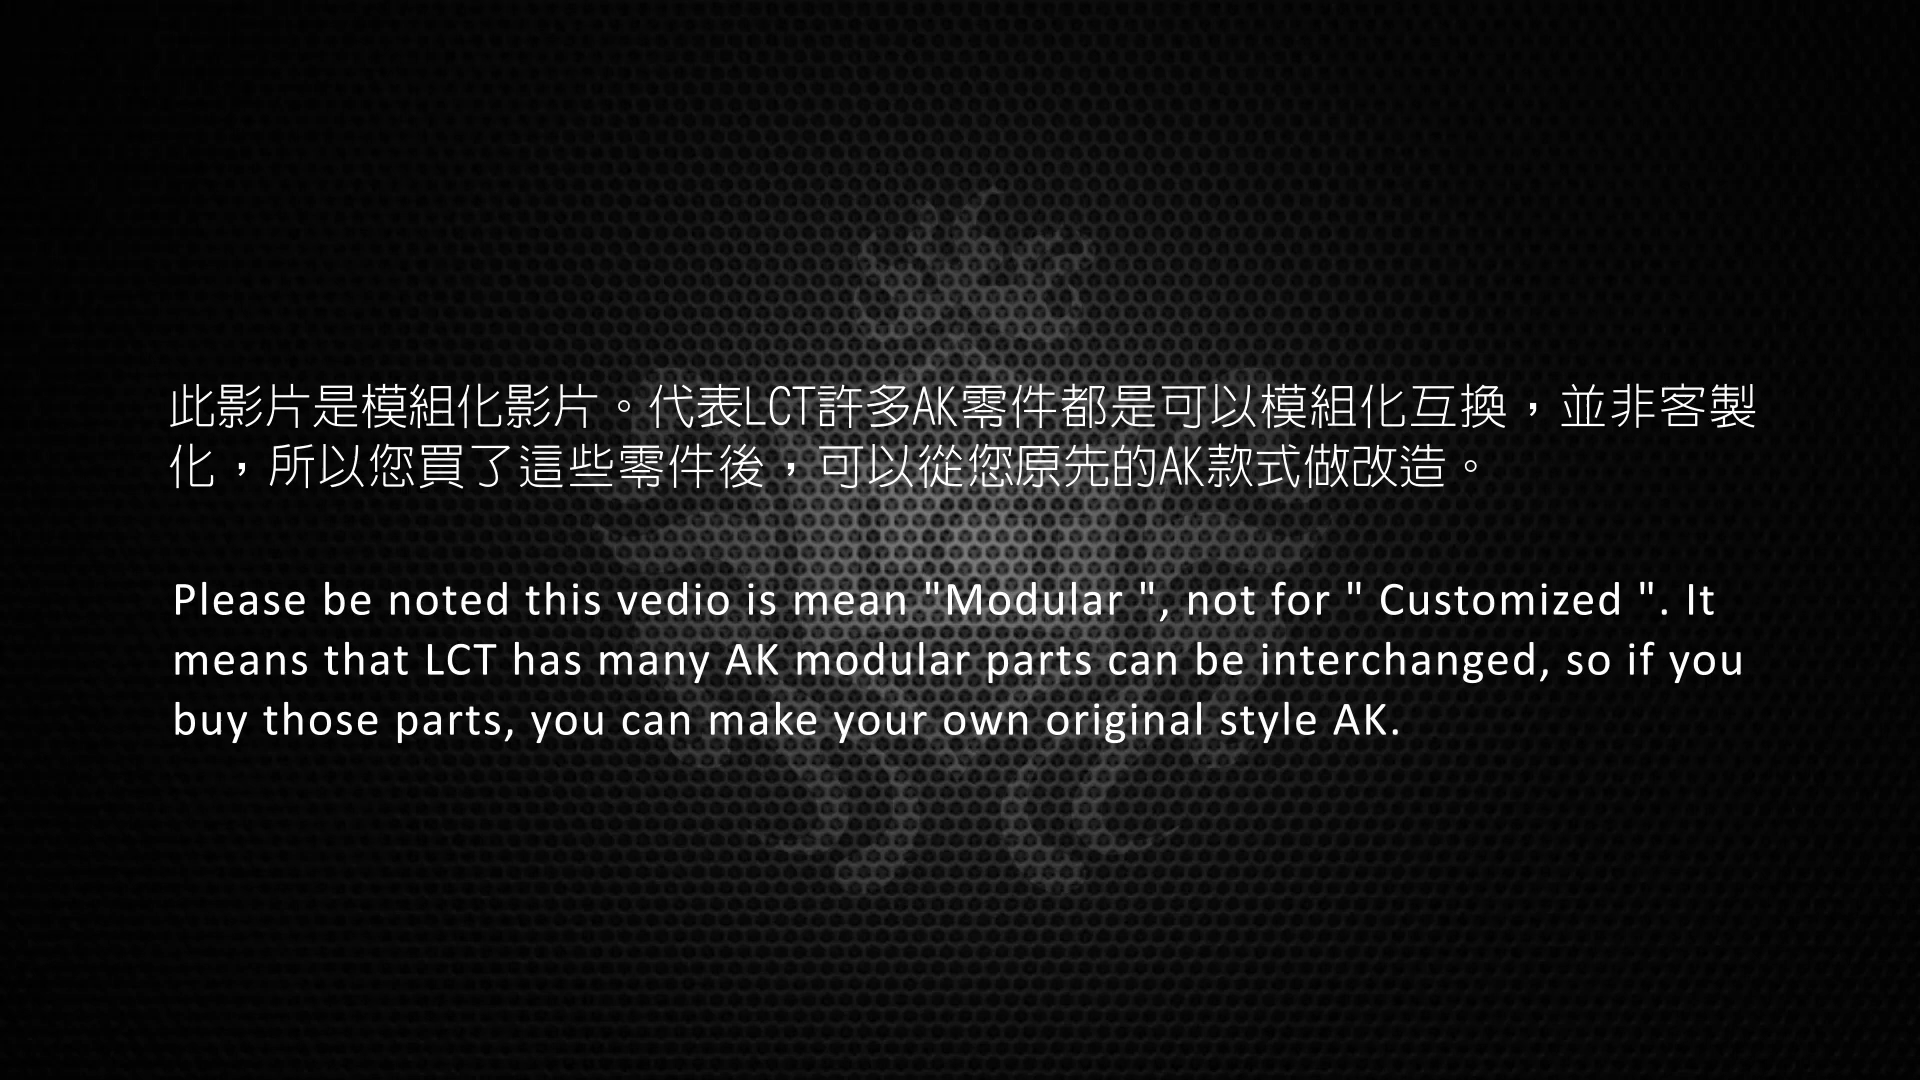 此影片是模組化影片。代表LCT許多AK零件都是可以模組化互換，並非客製
化，所以您買了這些零件後，可以從您原先的AK款式做改造。
Please be noted this vedio is mean "Modular ", not for " Customized ". It
means that LCT has many AK modular parts can be interchanged, so if you
buy those parts, you can make your own original style AK.